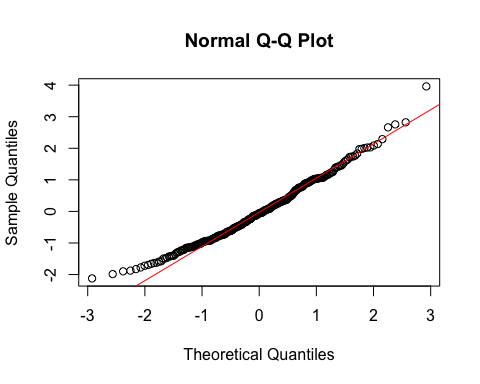 Normal Q-Q Plot
Sample Quantiles
4
3
2
1
0
-1
-2
-3 -2 -1 0 1 2 3
Theoretical Quantiles